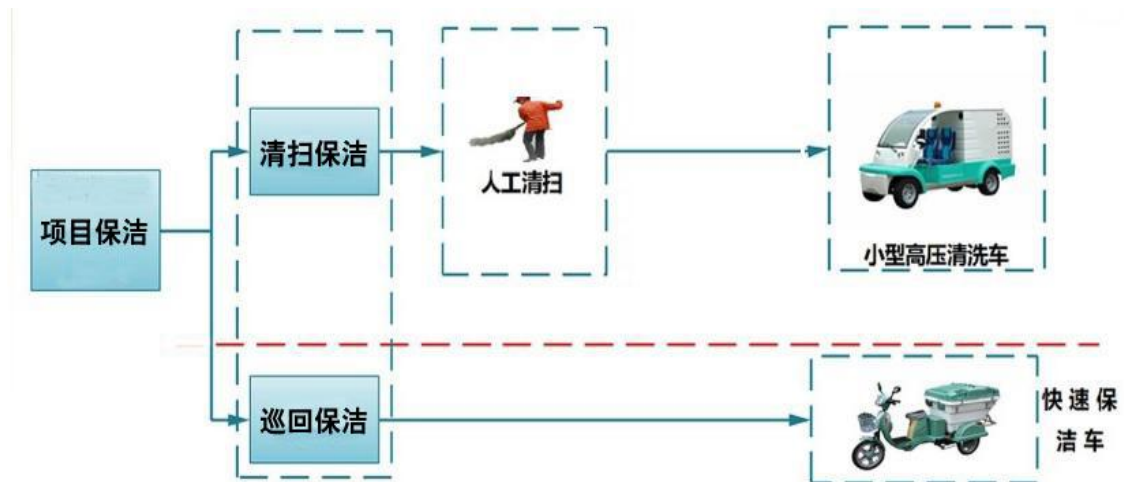 清扫保洁
人工清扫
项目保洁
小型高压清洗车
巡回保洁
快速保
洁车